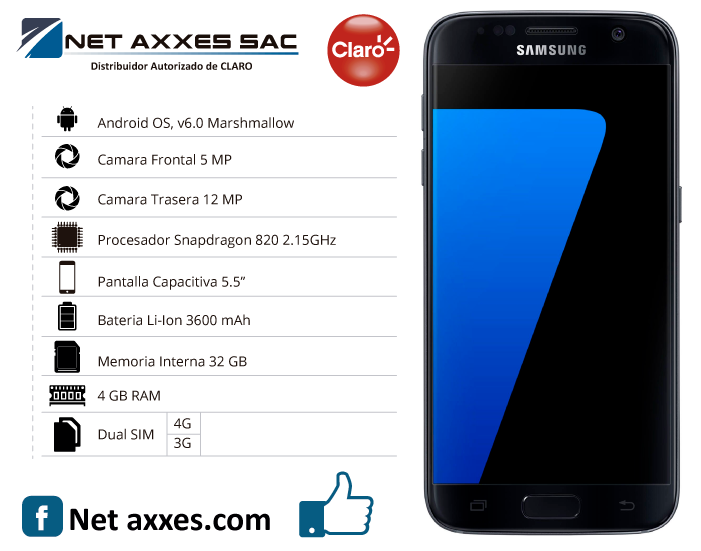 NET AXXES SAC
Distribuidor Autorizado de CLARO
Claro
SAMSUNG
Android OS, v6.0 Marshmallow
Camara Frontal 5 MP
Camara Trasera 12 MP
Procesador Snapdragon 820 2.15GHz
Pantalla Capacitiva 5.5”
Bateria Li-Ion 3600 mAh
Memoria Interna 32 GB
4 GB RAM
Dual SIM
4G
3G
f Net axxes.com